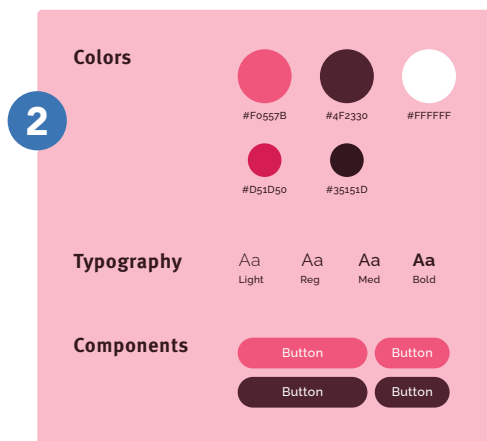 Colors
#F0557B #4F2330 #FFFFFF
2
#D51D50 #35151D
Typography
Aa Aa Aa Aa
Light Reg Med Bold
Components
Button Button
Button Button